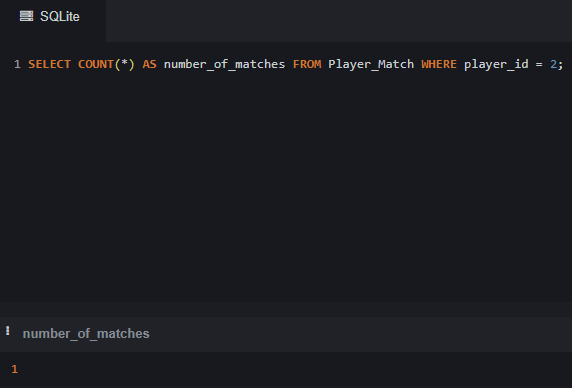 SQLite
1 SELECT COUNT(*) AS number_of_matches FROM Player_Match WHERE player_id = 2;
number_of_matches
1